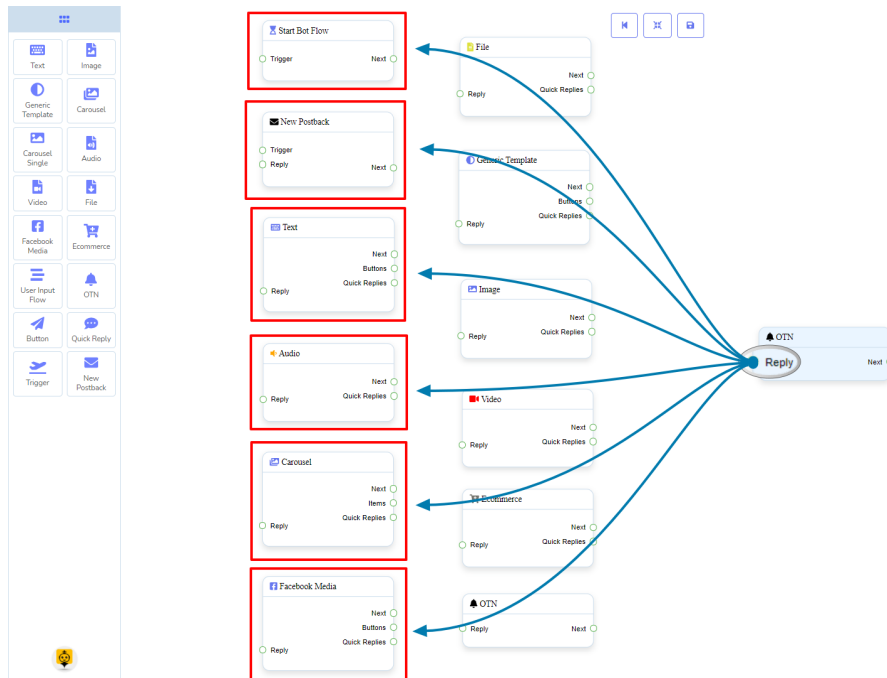 Text
Image
Generic
Template
Carousel
Carousel
Single
Audio
Video
File
Facebook
Media
Ecommerce
User Input
Flow
OTN
Button
Quick Reply
Trigger
New
Postback
Start Bot Flow
Trigger
Next
New Postback
Trigger
Reply
Next
Text
Next
Buttons
Quick Replies
Reply
Audio
Next
Quick Replies
Reply
Carousel
Next
Items
Quick Replies
Reply
Facebook Media
Next
Buttons
Quick Replies
Reply
File
Next
Quick Replies
Reply
Generic Template
Next
Buttons
Quick Replies
Reply
Image
Next
Quick Replies
Reply
Video
Next
Quick Replies
Reply
Ecommerce
Next
Quick Replies
Reply
OTN
Reply
Next
OTN
Reply
Next